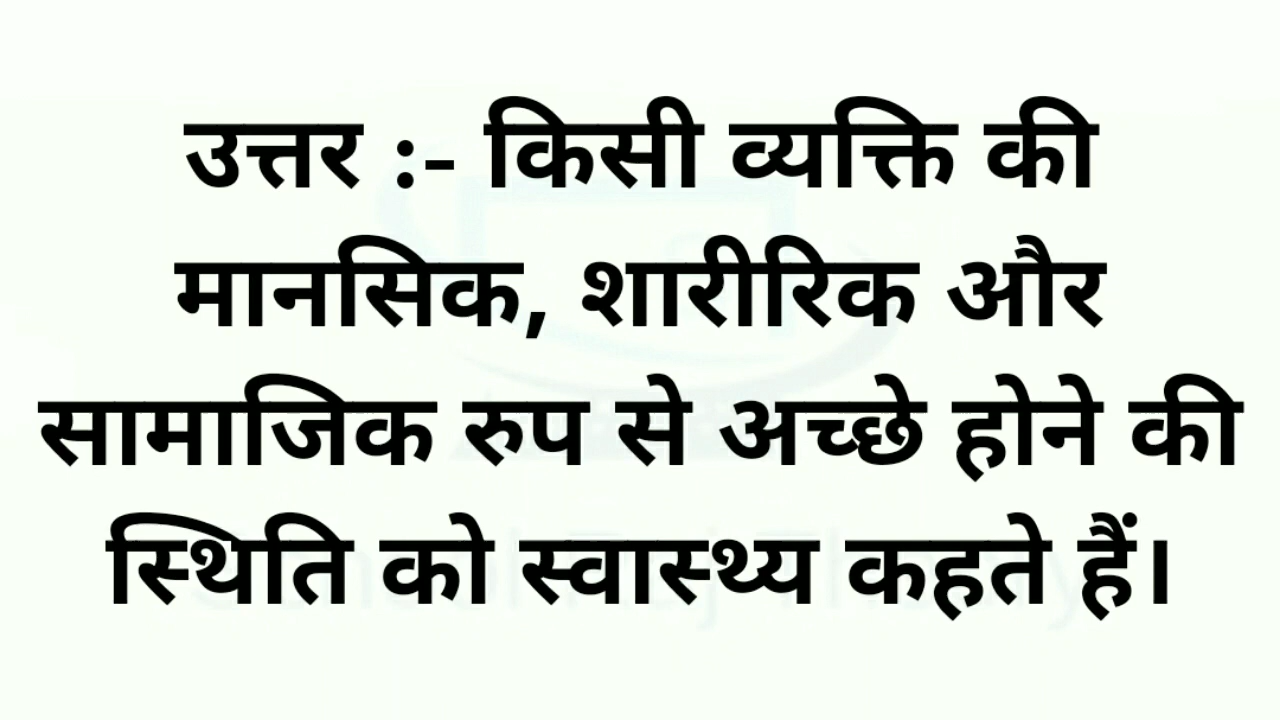 उत्तर :- किसी व्यक्ति की
मानसिक, शारीरिक और
सामाजिक रुप से अच्छे होने की
स्थिति को स्वास्थ्य कहते हैं।